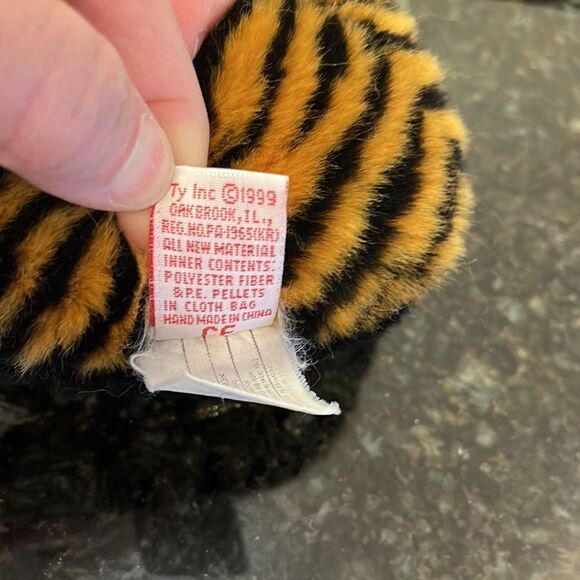 Ty Inc ©1999
OAKBROOK, IL.,
REG.NO.PA-1965(KR)
ALL NEW MATERIAL
INNER CONTENTS:
POLYESTER FIBER
& P.E. PELLETS
IN CLOTH BAG
HAND MADE IN CHINA
CE